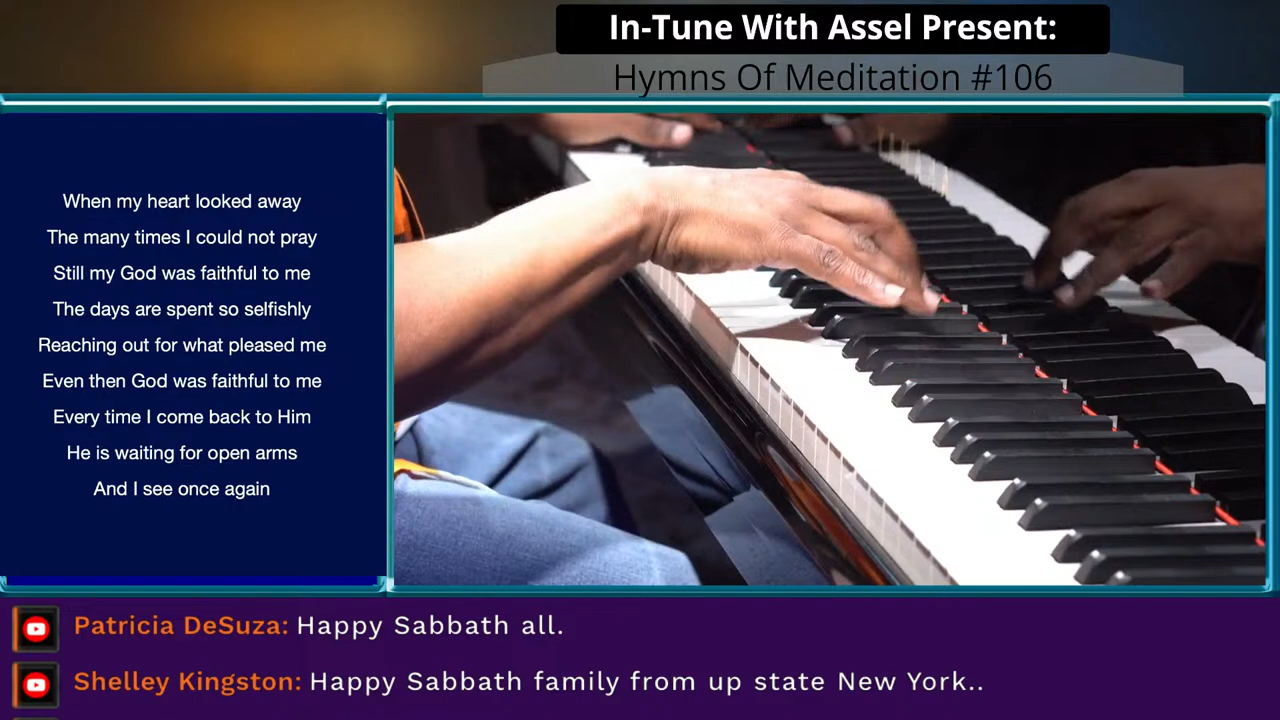 In-Tune With Assel Present:
Hymns Of Meditation #106
When my heart looked away
The many times I could not pray
Still my God was faithful to me
The days are spent so selfishly
Reaching out for what pleased me
Even then God was faithful to me
Every time I come back to Him
He is waiting for open arms
And I see once again
Patricia DeSuza: Happy Sabbath all.
Shelley Kingston: Happy Sabbath family from up state New York..